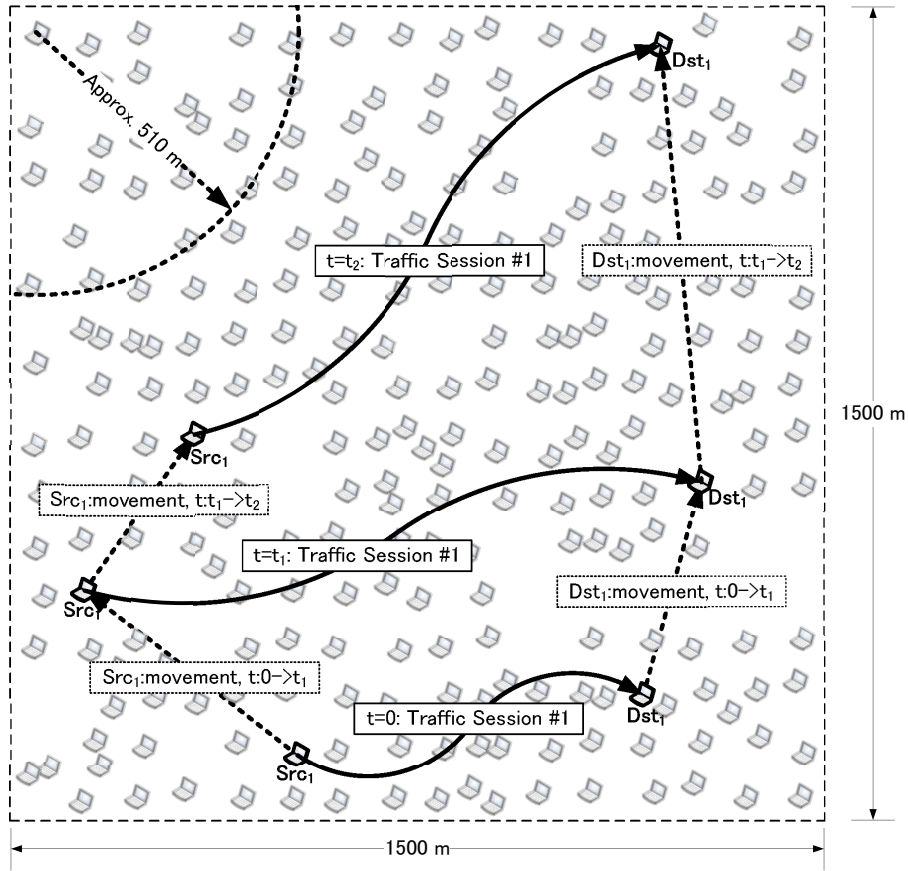 Dst₁
Approx. 510 m
t=t₂: Traffic Session #1
Dst₁:movement, t:t₁->t₂
1500 m
Src₁
Src₁:movement, t:t₁->t₂
Dst₁
t=t₁: Traffic Session #1
Dst₁:movement, t:0->t₁
Src₁
Src₁:movement, t:0->t₁
t=0: Traffic Session #1
Dst₁
Src₁
1500 m